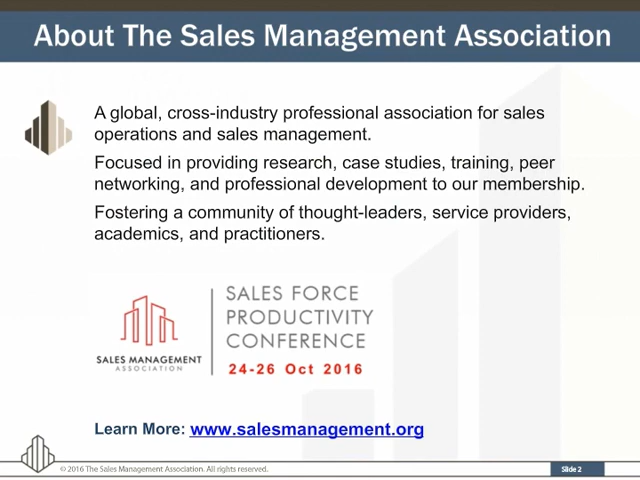 About The Sales Management Association
A global, cross-industry professional association for sales
operations and sales management.
Focused in providing research, case studies, training, peer
networking, and professional development to our membership.
Fostering a community of thought-leaders, service providers,
academics, and practitioners.
SALES MANAGEMENT
ASSOCIATION
SALES FORCE
PRODUCTIVITY
CONFERENCE
24-26 Oct 2016
Learn More: www.salesmanagement.org
© 2016 The Sales Management Association. All rights reserved.
Slide 2